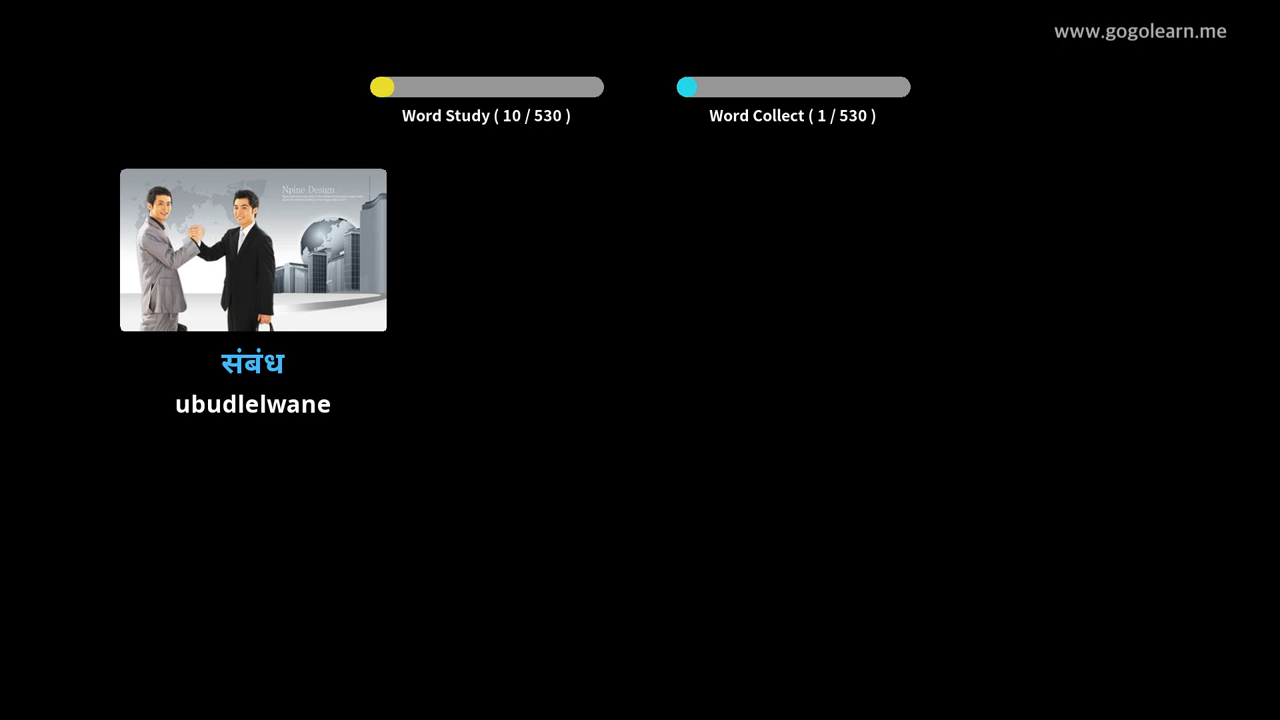 www.gogolearn.me
Word Study ( 10 / 530 )
Word Collect ( 1 / 530 )
Npine Design
संबंध
ubudlelwane